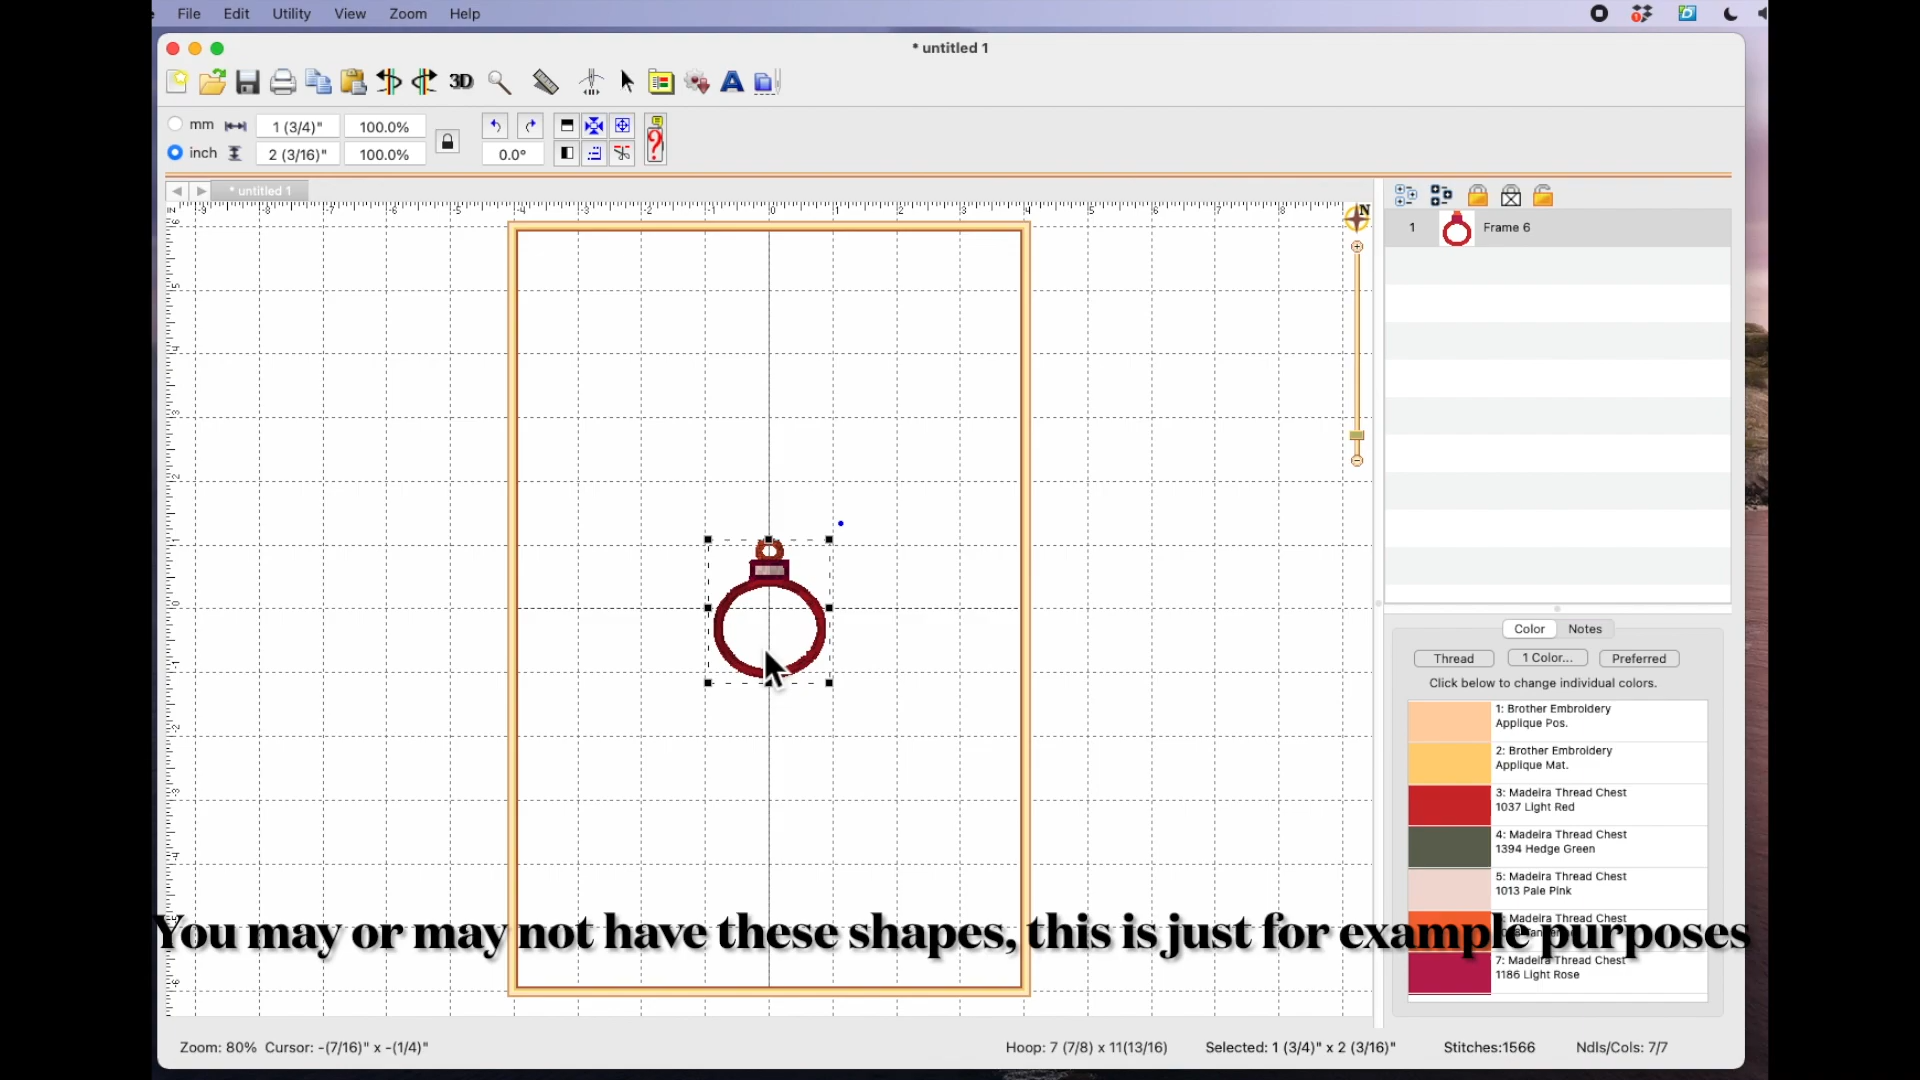 File Edit Utility View Zoom Help
* untitled 1
3D A
mm 1 (3/4)" 100.0%
inch 2 (3/16)" 100.0% 0.0°
* untitled 1
N
1 Frame 6
Color Notes
Thread 1 Color... Preferred
Click below to change individual colors.
1: Brother Embroidery
Applique Pos.
2: Brother Embroidery
Applique Mat.
3: Madeira Thread Chest
1037 Light Red
4: Madeira Thread Chest
1394 Hedge Green
5: Madeira Thread Chest
1013 Pale Pink
Madeira Thread Chest
You may or may not have these shapes, this is just for example purposes
7: Madeira Thread Chest
1186 Light Rose
Zoom: 80% Cursor: -(7/16)" x -(1/4)" Hoop: 7 (7/8) x 11(13/16) Selected: 1 (3/4)" x 2 (3/16)" Stitches:1566 Ndls/Cols: 7/7